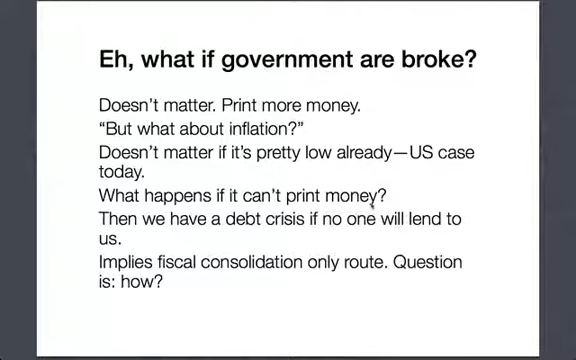 Eh, what if government are broke?
Doesn't matter. Print more money.
“But what about inflation?”
Doesn't matter if it's pretty low already—US case
today.
What happens if it can't print money?
Then we have a debt crisis if no one will lend to
us.
Implies fiscal consolidation only route. Question
is: how?